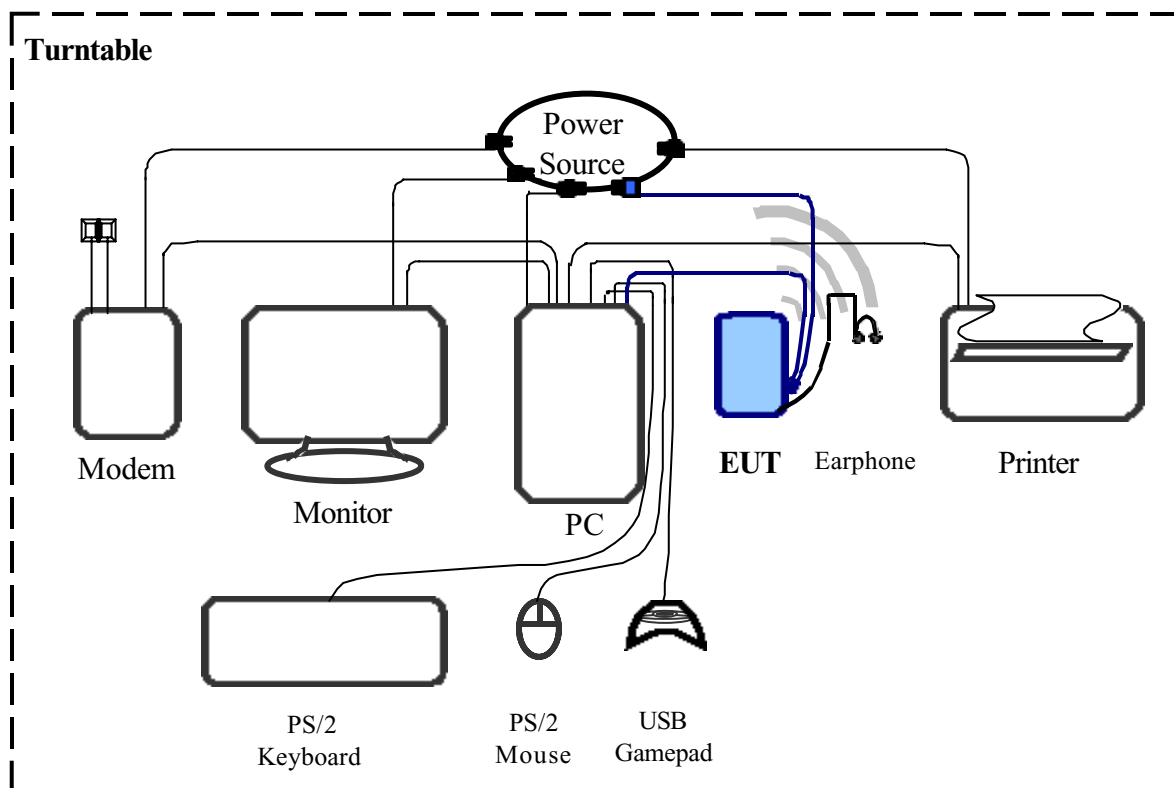 Turntable
Power
Source
Modem
Monitor
PC
EUT
Earphone
Printer
PS/2
Keyboard
PS/2
Mouse
USB
Gamepad